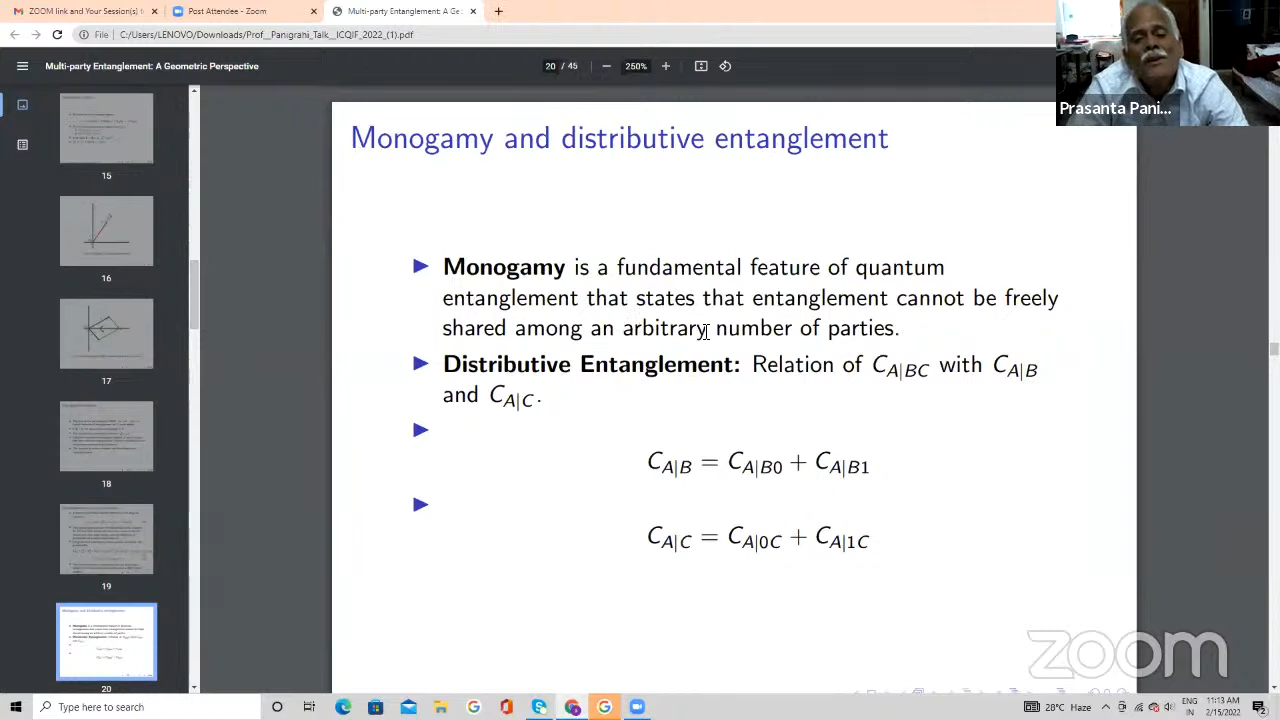 ZOOM link and Your Session(s) t
Post Attendee - Zoom
Multi-party Entanglement: A Ge
File
C:/Users/LENOVO/Downloads/Prof__Panigrahi_Talk__ICQT_2022_(1).pdf
Multi-party Entanglement: A Geometric Perspective
20 / 45
250%
Prasanta Pani...
15
16
17
18
19
20
Monogamy and distributive entanglement
Monogamy is a fundamental feature of quantum
entanglement that states that entanglement cannot be freely
shared among an arbitrary number of parties.
Distributive Entanglement: Relation of C_{A|BC} with C_{A|B}
and C_{A|C}.
C_{A|B} = C_{A|B0} + C_{A|B1}
C_{A|C} = C_{A|0C} + C_{A|1C}
zoom
Type here to search
28°C Haze
ENG
IN
11:13 AM
2/15/2022
2